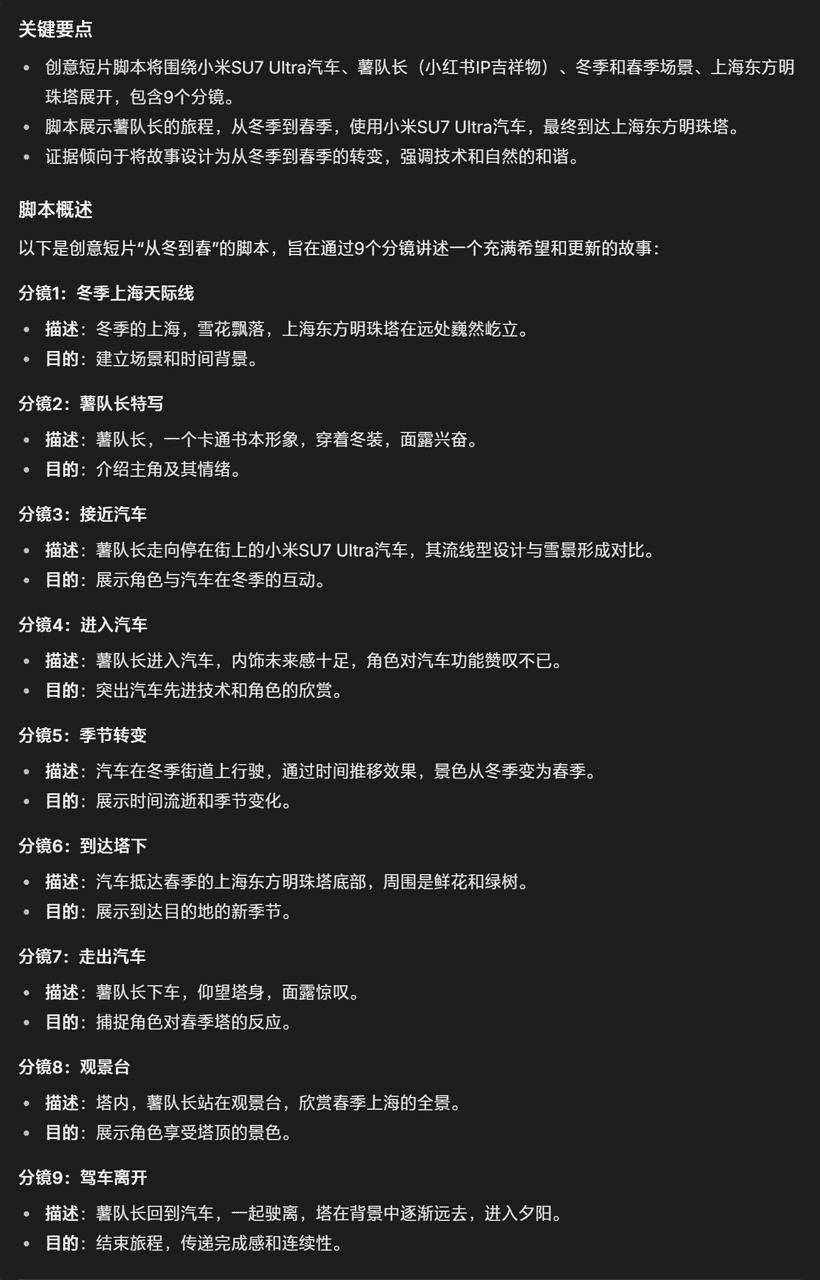 关键要点
创意短片脚本将围绕小米SU7 Ultra汽车、薯队长（小红书IP吉祥物）、冬季和春季场景、上海东方明
珠塔展开，包含9个分镜。
脚本展示薯队长的旅程，从冬季到春季，使用小米SU7 Ultra汽车，最终到达上海东方明珠塔。
证据倾向于将故事设计为从冬季到春季的转变，强调技术和自然的和谐。
脚本概述
以下是创意短片“从冬到春”的脚本，旨在通过9个分镜讲述一个充满希望和更新的故事：
分镜1：冬季上海天际线
描述：冬季的上海，雪花飘落，上海东方明珠塔在远处巍然屹立。
目的：建立场景和时间背景。
分镜2：薯队长特写
描述：薯队长，一个卡通书本形象，穿着冬装，面露兴奋。
目的：介绍主角及其情绪。
分镜3：接近汽车
描述：薯队长走向停在街上的小米SU7 Ultra汽车，其流线型设计与雪景形成对比。
目的：展示角色与汽车在冬季的互动。
分镜4：进入汽车
描述：薯队长进入汽车，内饰未来感十足，角色对汽车功能赞叹不已。
目的：突出汽车先进技术和角色的欣赏。
分镜5：季节转变
描述：汽车在冬季街道上行驶，通过时间推移效果，景色从冬季变为春季。
目的：展示时间流逝和季节变化。
分镜6：到达塔下
描述：汽车抵达春季的上海东方明珠塔底部，周围是鲜花和绿树。
目的：展示到达目的地的新季节。
分镜7：走出汽车
描述：薯队长下车，仰望塔身，面露惊叹。
目的：捕捉角色对春季塔的反应。
分镜8：观景台
描述：塔内，薯队长站在观景台，欣赏春季上海的全景。
目的：展示角色享受塔顶的景色。
分镜9：驾车离开
描述：薯队长回到汽车，一起驶离，塔在背景中逐渐远去，进入夕阳。
目的：结束旅程，传递完成感和连续性。